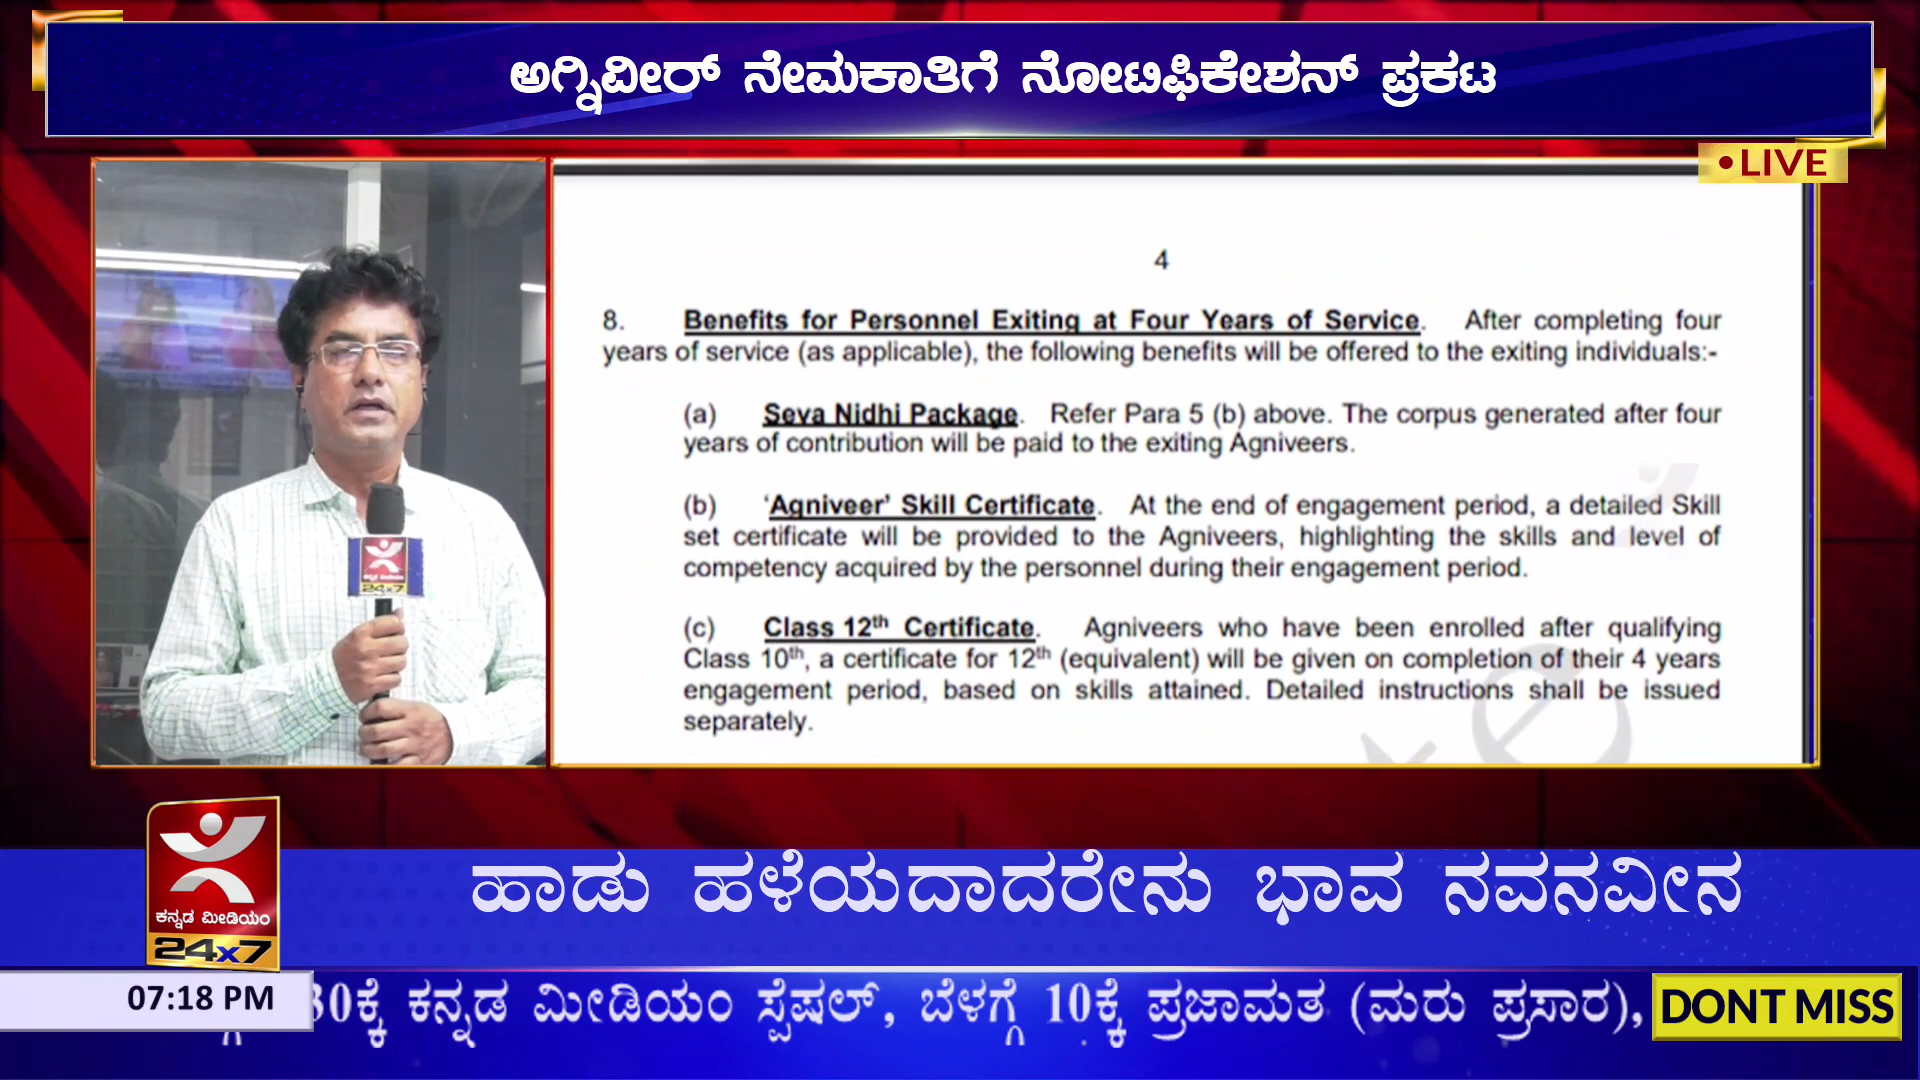 ಅಗ್ನಿವೀರ್ ನೇಮಕಾತಿಗೆ ನೋಟಿಫಿಕೇಶನ್ ಪ್ರಕಟ
• LIVE
4
8. Benefits for Personnel Exiting at Four Years of Service. After completing four
years of service (as applicable), the following benefits will be offered to the exiting individuals:-
(a) Seva Nidhi Package. Refer Para 5 (b) above. The corpus generated after four
years of contribution will be paid to the exiting Agniveers.
(b) ‘Agniveer’ Skill Certificate. At the end of engagement period, a detailed Skill
set certificate will be provided to the Agniveers, highlighting the skills and level of
competency acquired by the personnel during their engagement period.
(c) Class 12th Certificate. Agniveers who have been enrolled after qualifying
Class 10th, a certificate for 12th (equivalent) will be given on completion of their 4 years
engagement period, based on skills attained. Detailed instructions shall be issued
separately.
ಕನ್ನಡ ಮೀಡಿಯಂ
24x7
ಕನ್ನಡ ಮೀಡಿಯಂ
24x7
ಹಾಡು ಹಳೆಯದಾದರೇನು ಭಾವ ನವನವೀನ
07:18 PM
30ಕ್ಕೆ ಕನ್ನಡ ಮೀಡಿಯಂ ಸ್ಪೆಷಲ್, ಬೆಳಗ್ಗೆ 10ಕ್ಕೆ ಪ್ರಜಾಮತ (ಮರು ಪ್ರಸಾರ),
DONT MISS